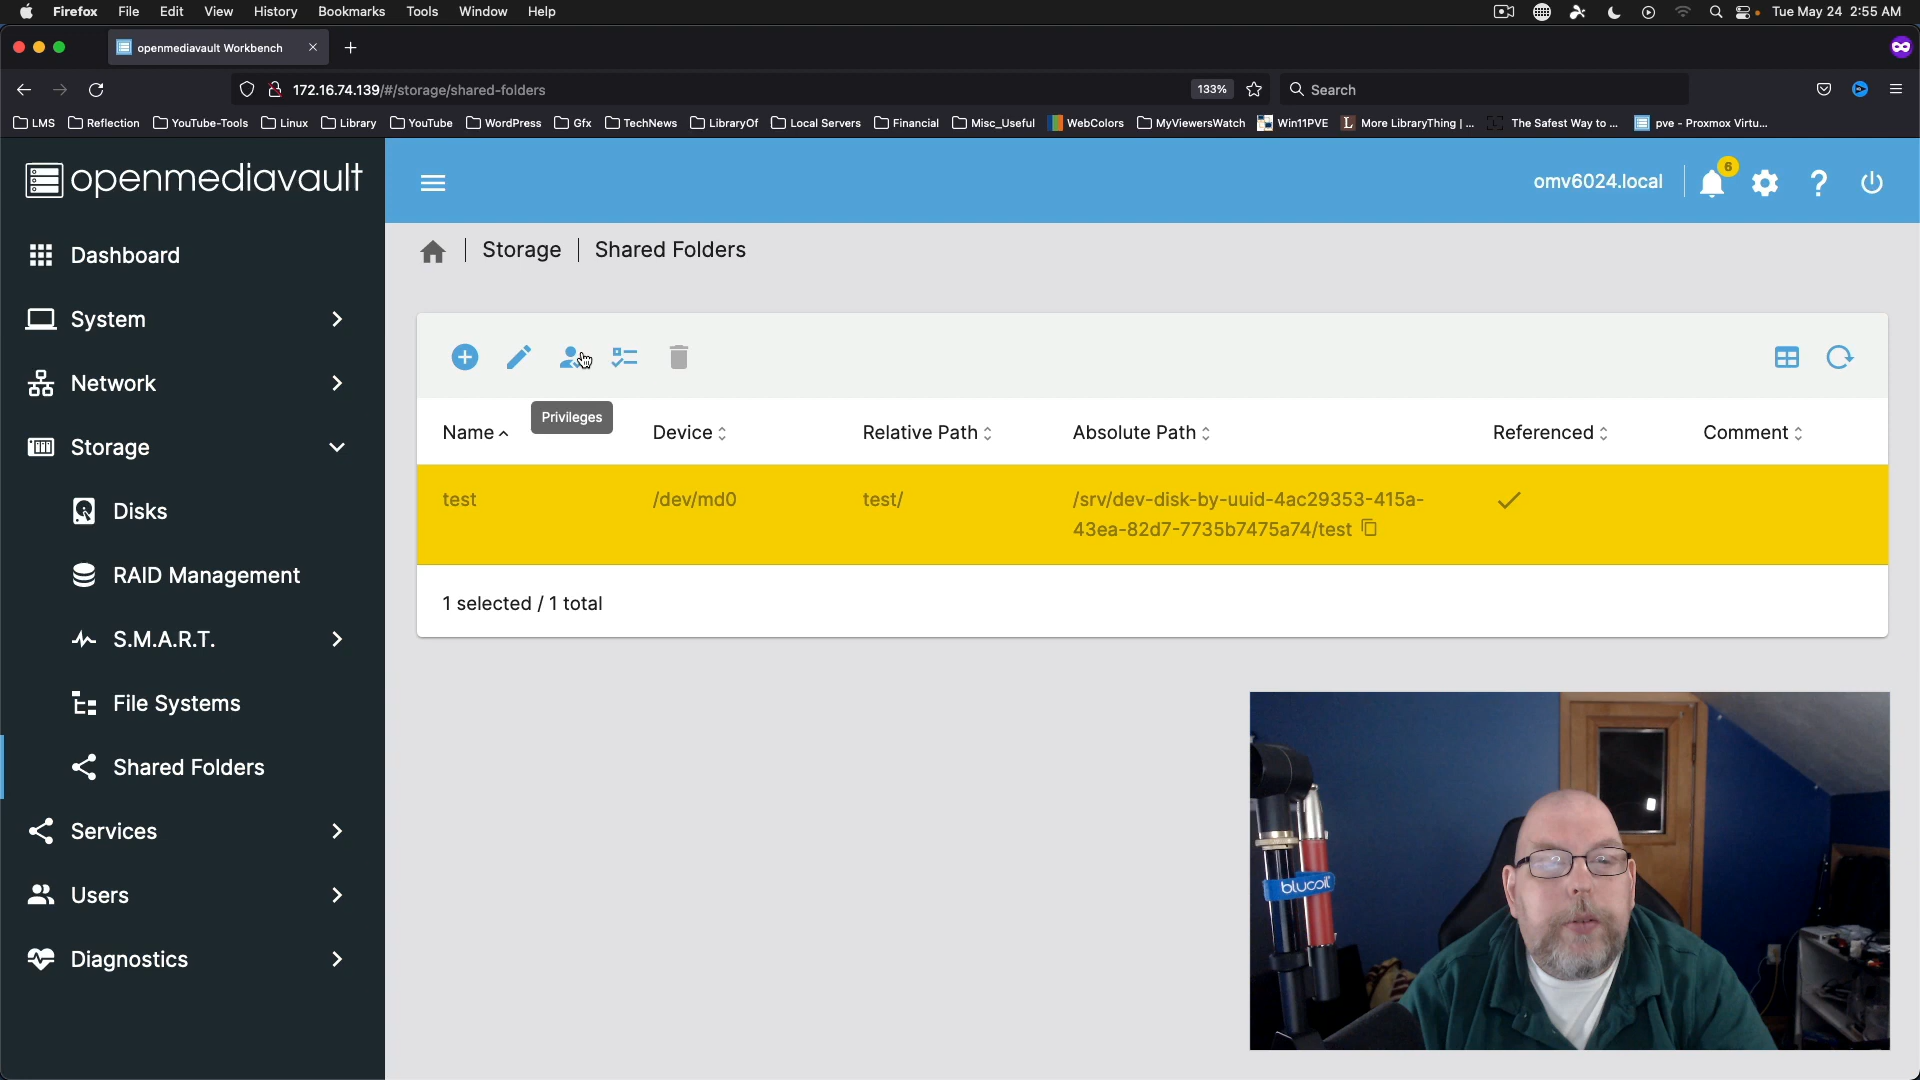 Firefox File Edit View History Bookmarks Tools Window Help
Tue May 24 2:55 AM
openmediavault Workbench
172.16.74.139/#/storage/shared-folders
133%
Search
LMS Reflection YouTube-Tools Linux Library YouTube WordPress Gfx TechNews LibraryOf Local Servers Financial Misc_Useful WebColors MyViewersWatch Win11PVE More LibraryThing | ... The Safest Way to ... pve - Proxmox Virtu...
openmediavault
omv6024.local
6
Storage | Shared Folders
Dashboard
System
Network
Storage
Disks
RAID Management
S.M.A.R.T.
File Systems
Shared Folders
Services
Users
Diagnostics
Privileges
Name Device Relative Path Absolute Path Referenced Comment
test /dev/md0 test/ /srv/dev-disk-by-uuid-4ac29353-415a-
43ea-82d7-7735b7475a74/test
1 selected / 1 total
blucoil